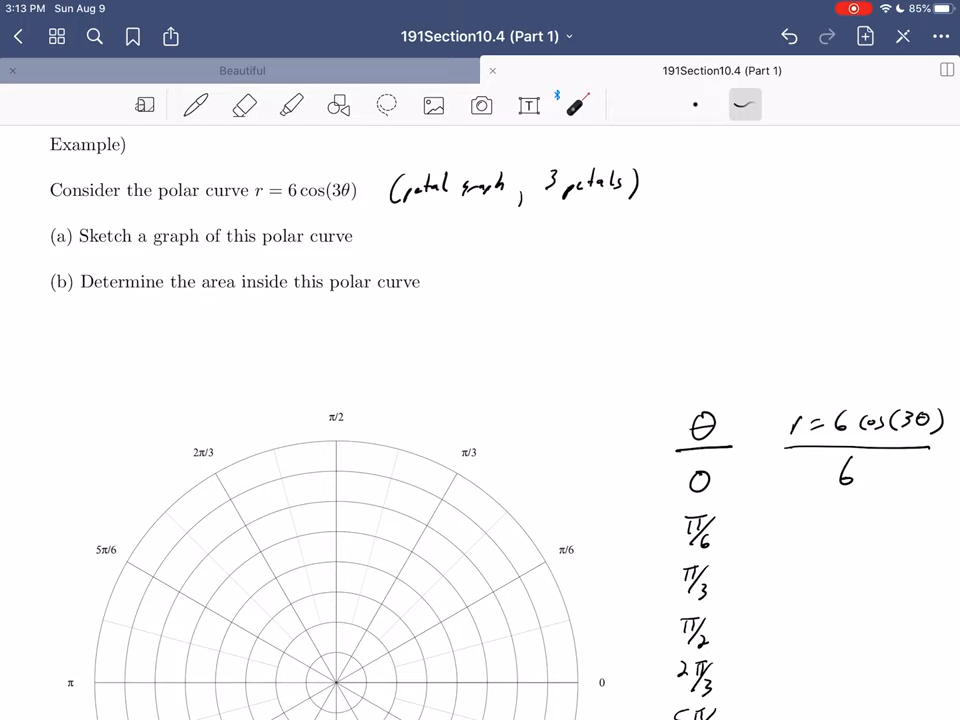 3:13 PM Sun Aug 9 85%
191Section10.4 (Part 1)
Beautiful 191Section10.4 (Part 1)
T
Example)
Consider the polar curve r = 6 cos(3θ) (petal graph, 3 petals)
(a) Sketch a graph of this polar curve
(b) Determine the area inside this polar curve
π/2
2π/3 π/3
5π/6 π/6
π 0
θ r = 6 cos(3θ)
0 6
π/6
π/3
π/2
2π/3